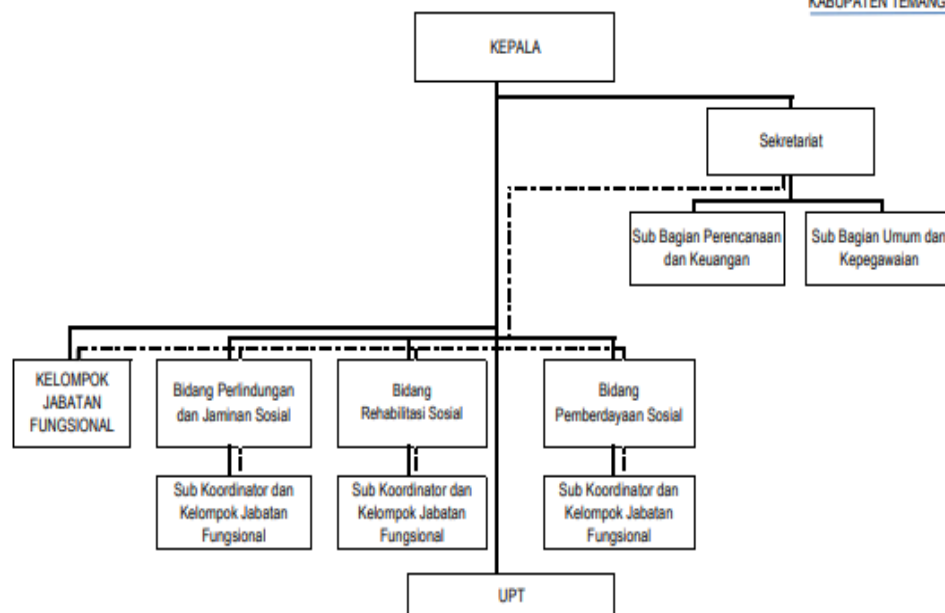 KABUPATEN TEMANG
KEPALA
Sekretariat
Sub Bagian Perencanaan
dan Keuangan
Sub Bagian Umum dan
Kepegawaian
KELOMPOK
JABATAN
FUNGSIONAL
Bidang Perlindungan
dan Jaminan Sosial
Bidang
Rehabilitasi Sosial
Bidang
Pemberdayaan Sosial
Sub Koordinator dan
Kelompok Jabatan
Fungsional
Sub Koordinator dan
Kelompok Jabatan
Fungsional
Sub Koordinator dan
Kelompok Jabatan
Fungsional
UPT